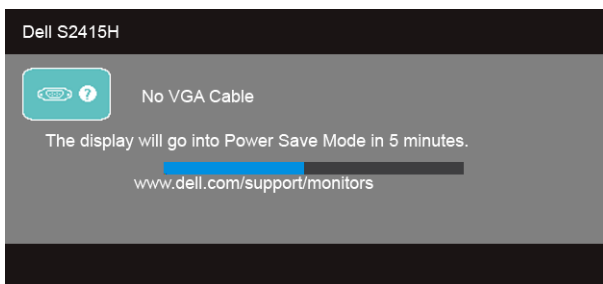 Dell S2415H
?
No VGA Cable
The display will go into Power Save Mode in 5 minutes.
www.dell.com/support/monitors